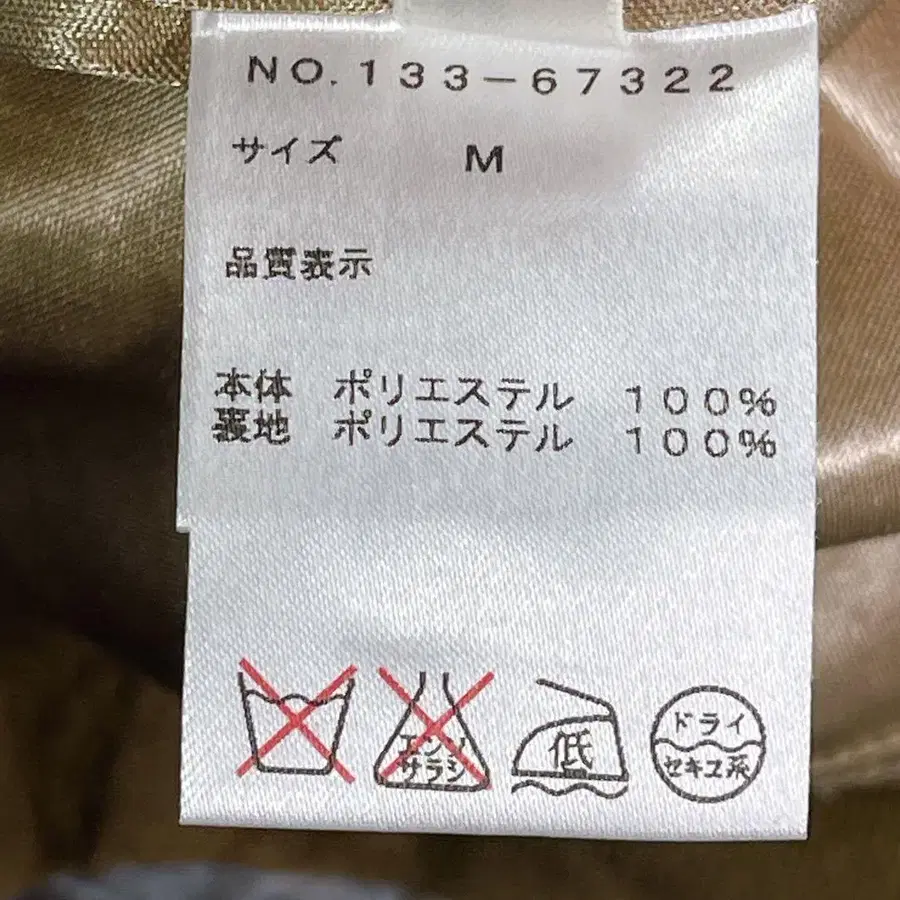 NO.133-67322
サイズ M
品質表示
本体 ポリエステル 100%
裏地 ポリエステル 100%
エンソ
サラシ
低
ドライ
セキユ系